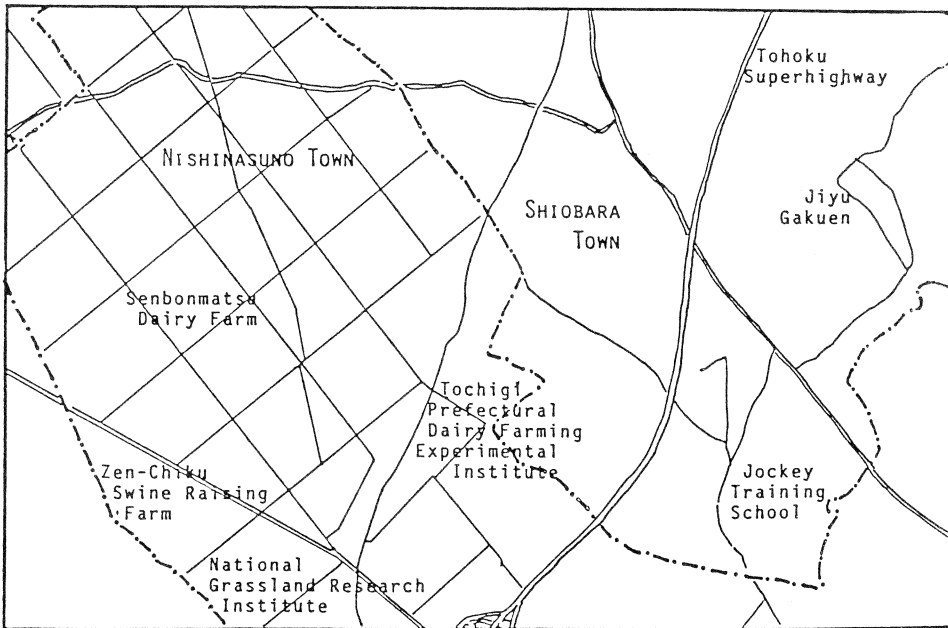 Tohoku
Superhighway
NISHINASUNO TOWN
SHIOBARA
TOWN
Jiyu
Gakuen
Senbonmatsu
Dairy Farm
Tochigi
Prefectural
Dairy Farming
Experimental
Institute
Zen-Chiku
Swine Raising
Farm
Jockey
Training
School
National
Grassland Research
Institute